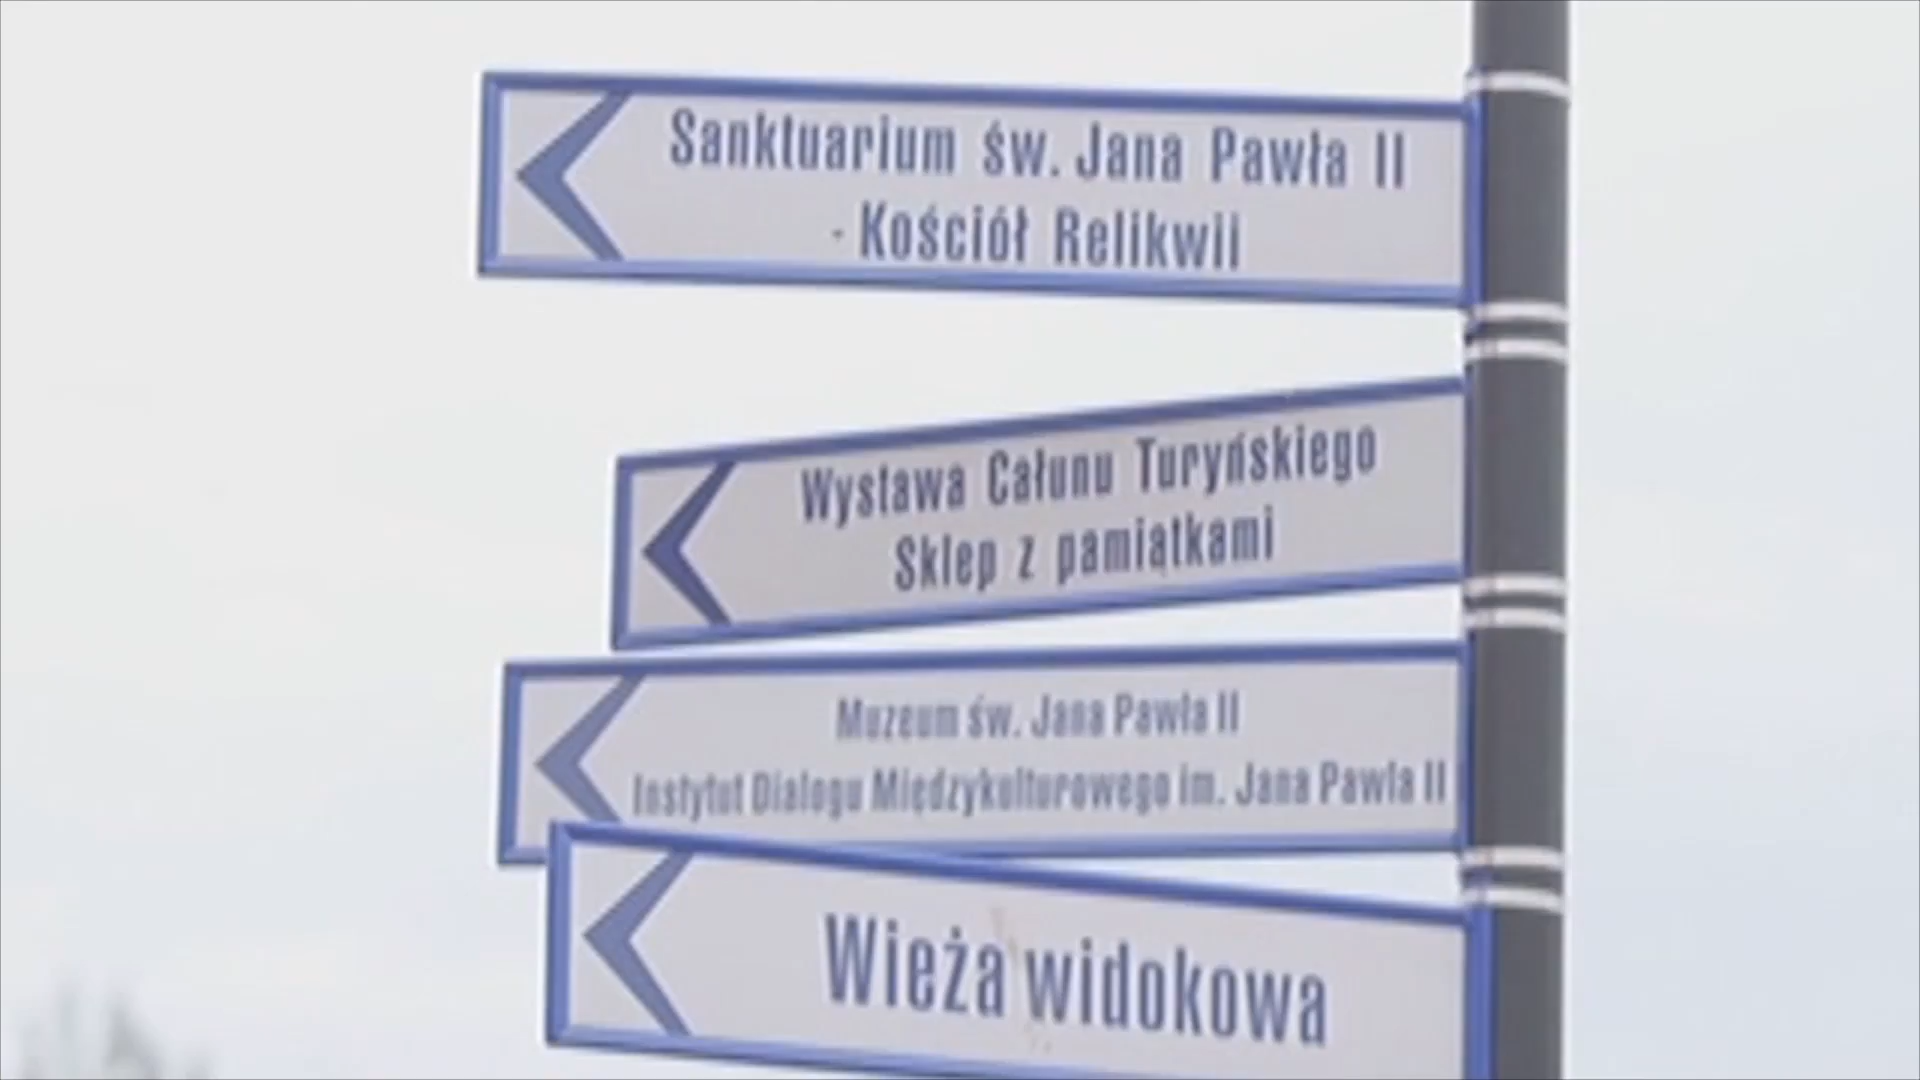 Sanktuarium św. Jana Pawła II
- Kościół Relikwii
Wystawa Całunu Turyńskiego
Sklep z pamiątkami
Muzeum św. Jana Pawła II
Instytut Dialogu Międzykulturowego im. Jana Pawła II
Wieża widokowa